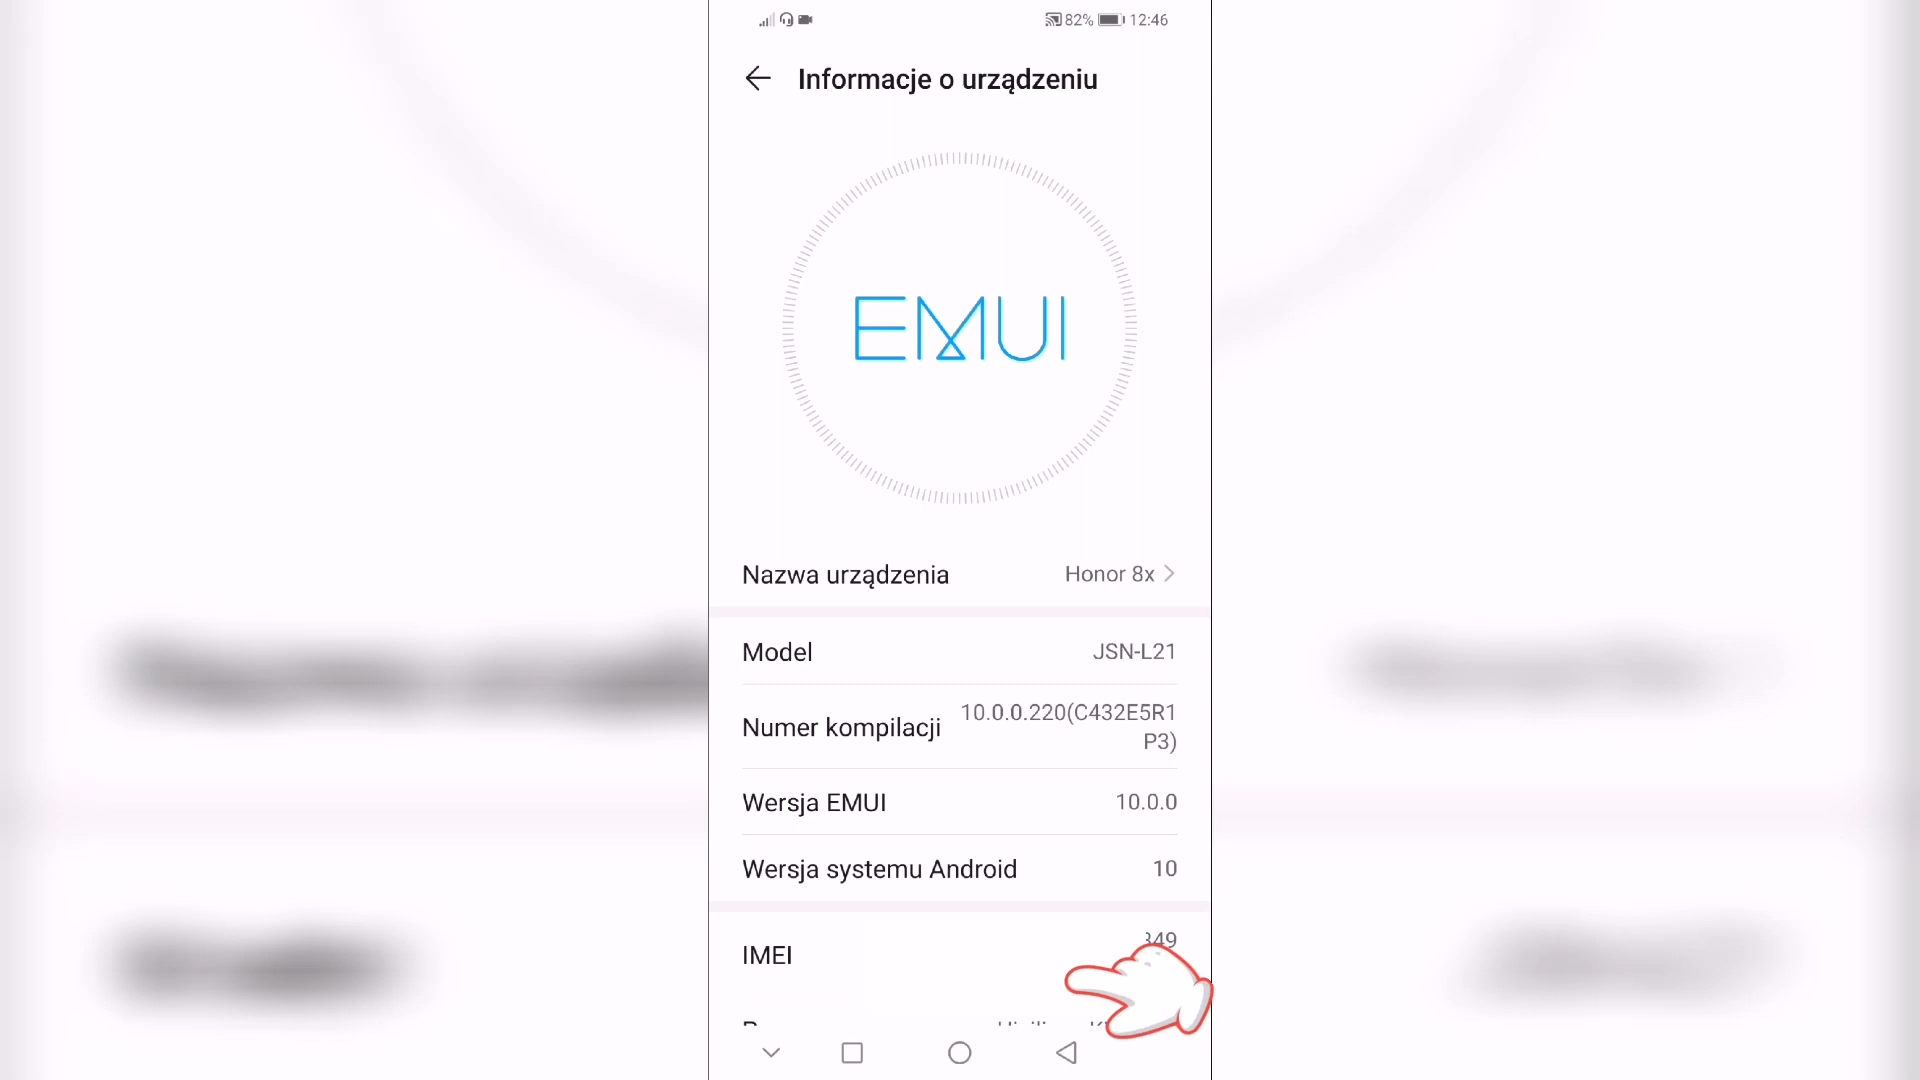 82% 12:46
Informacje o urządzeniu
EMUI
Nazwa urządzenia Honor 8x
Model JSN-L21
Numer kompilacji 10.0.0.220(C432E5R1
P3)
Wersja EMUI 10.0.0
Wersja systemu Android 10
IMEI